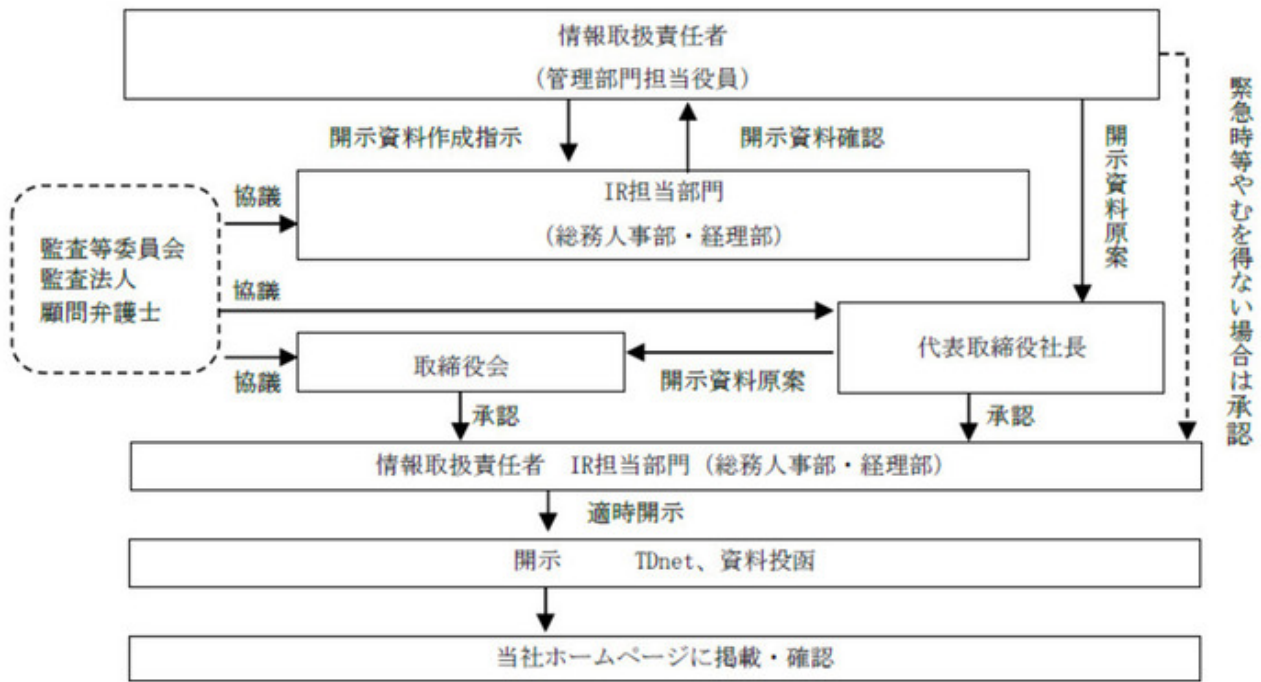 情報取扱責任者
(管理部門担当役員)
開示資料作成指示
開示資料確認
開示資料原案
緊急時等やむを得ない場合は承認
協議
IR担当部門
(総務人事部・経理部)
監査等委員会
監査法人
顧問弁護士
協議
代表取締役社長
取締役会
協議
開示資料原案
承認
承認
情報取扱責任者 IR担当部門(総務人事部・経理部)
適時開示
開示 TDnet、資料投函
当社ホームページに掲載・確認